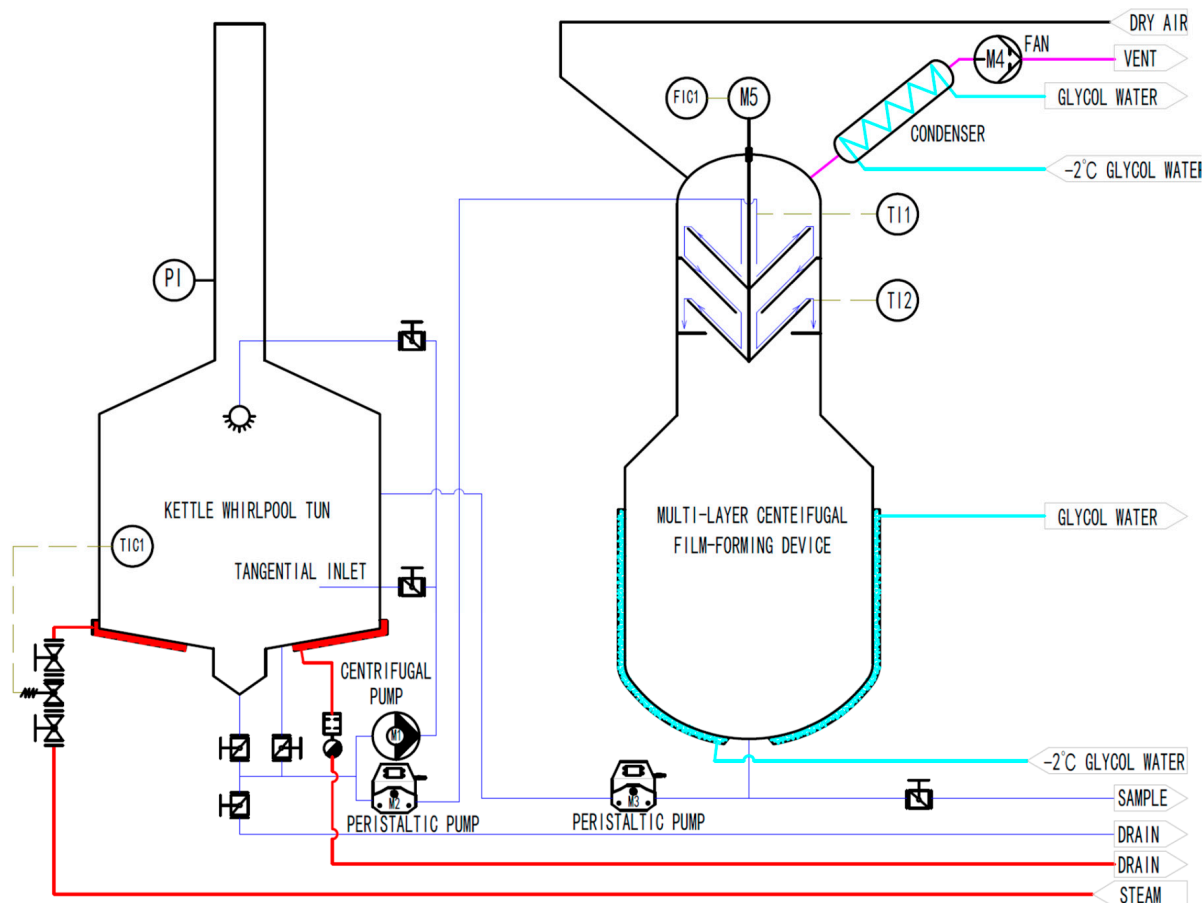 DRY AIR
FAN
M4
VENT
FIC1
M5
GLYCOL WATER
CONDENSER
-2℃ GLYCOL WATER
TI1
PI
TI2
KETTLE WHIRLPOOL TUN
MULTI-LAYER CENTEIFUGAL
FILM-FORMING DEVICE
GLYCOL WATER
TIC1
TANGENTIAL INLET
CENTRIFUGAL
PUMP
M1
-2℃ GLYCOL WATER
M2
M3
SAMPLE
PERISTALTIC PUMP
PERISTALTIC PUMP
DRAIN
DRAIN
STEAM